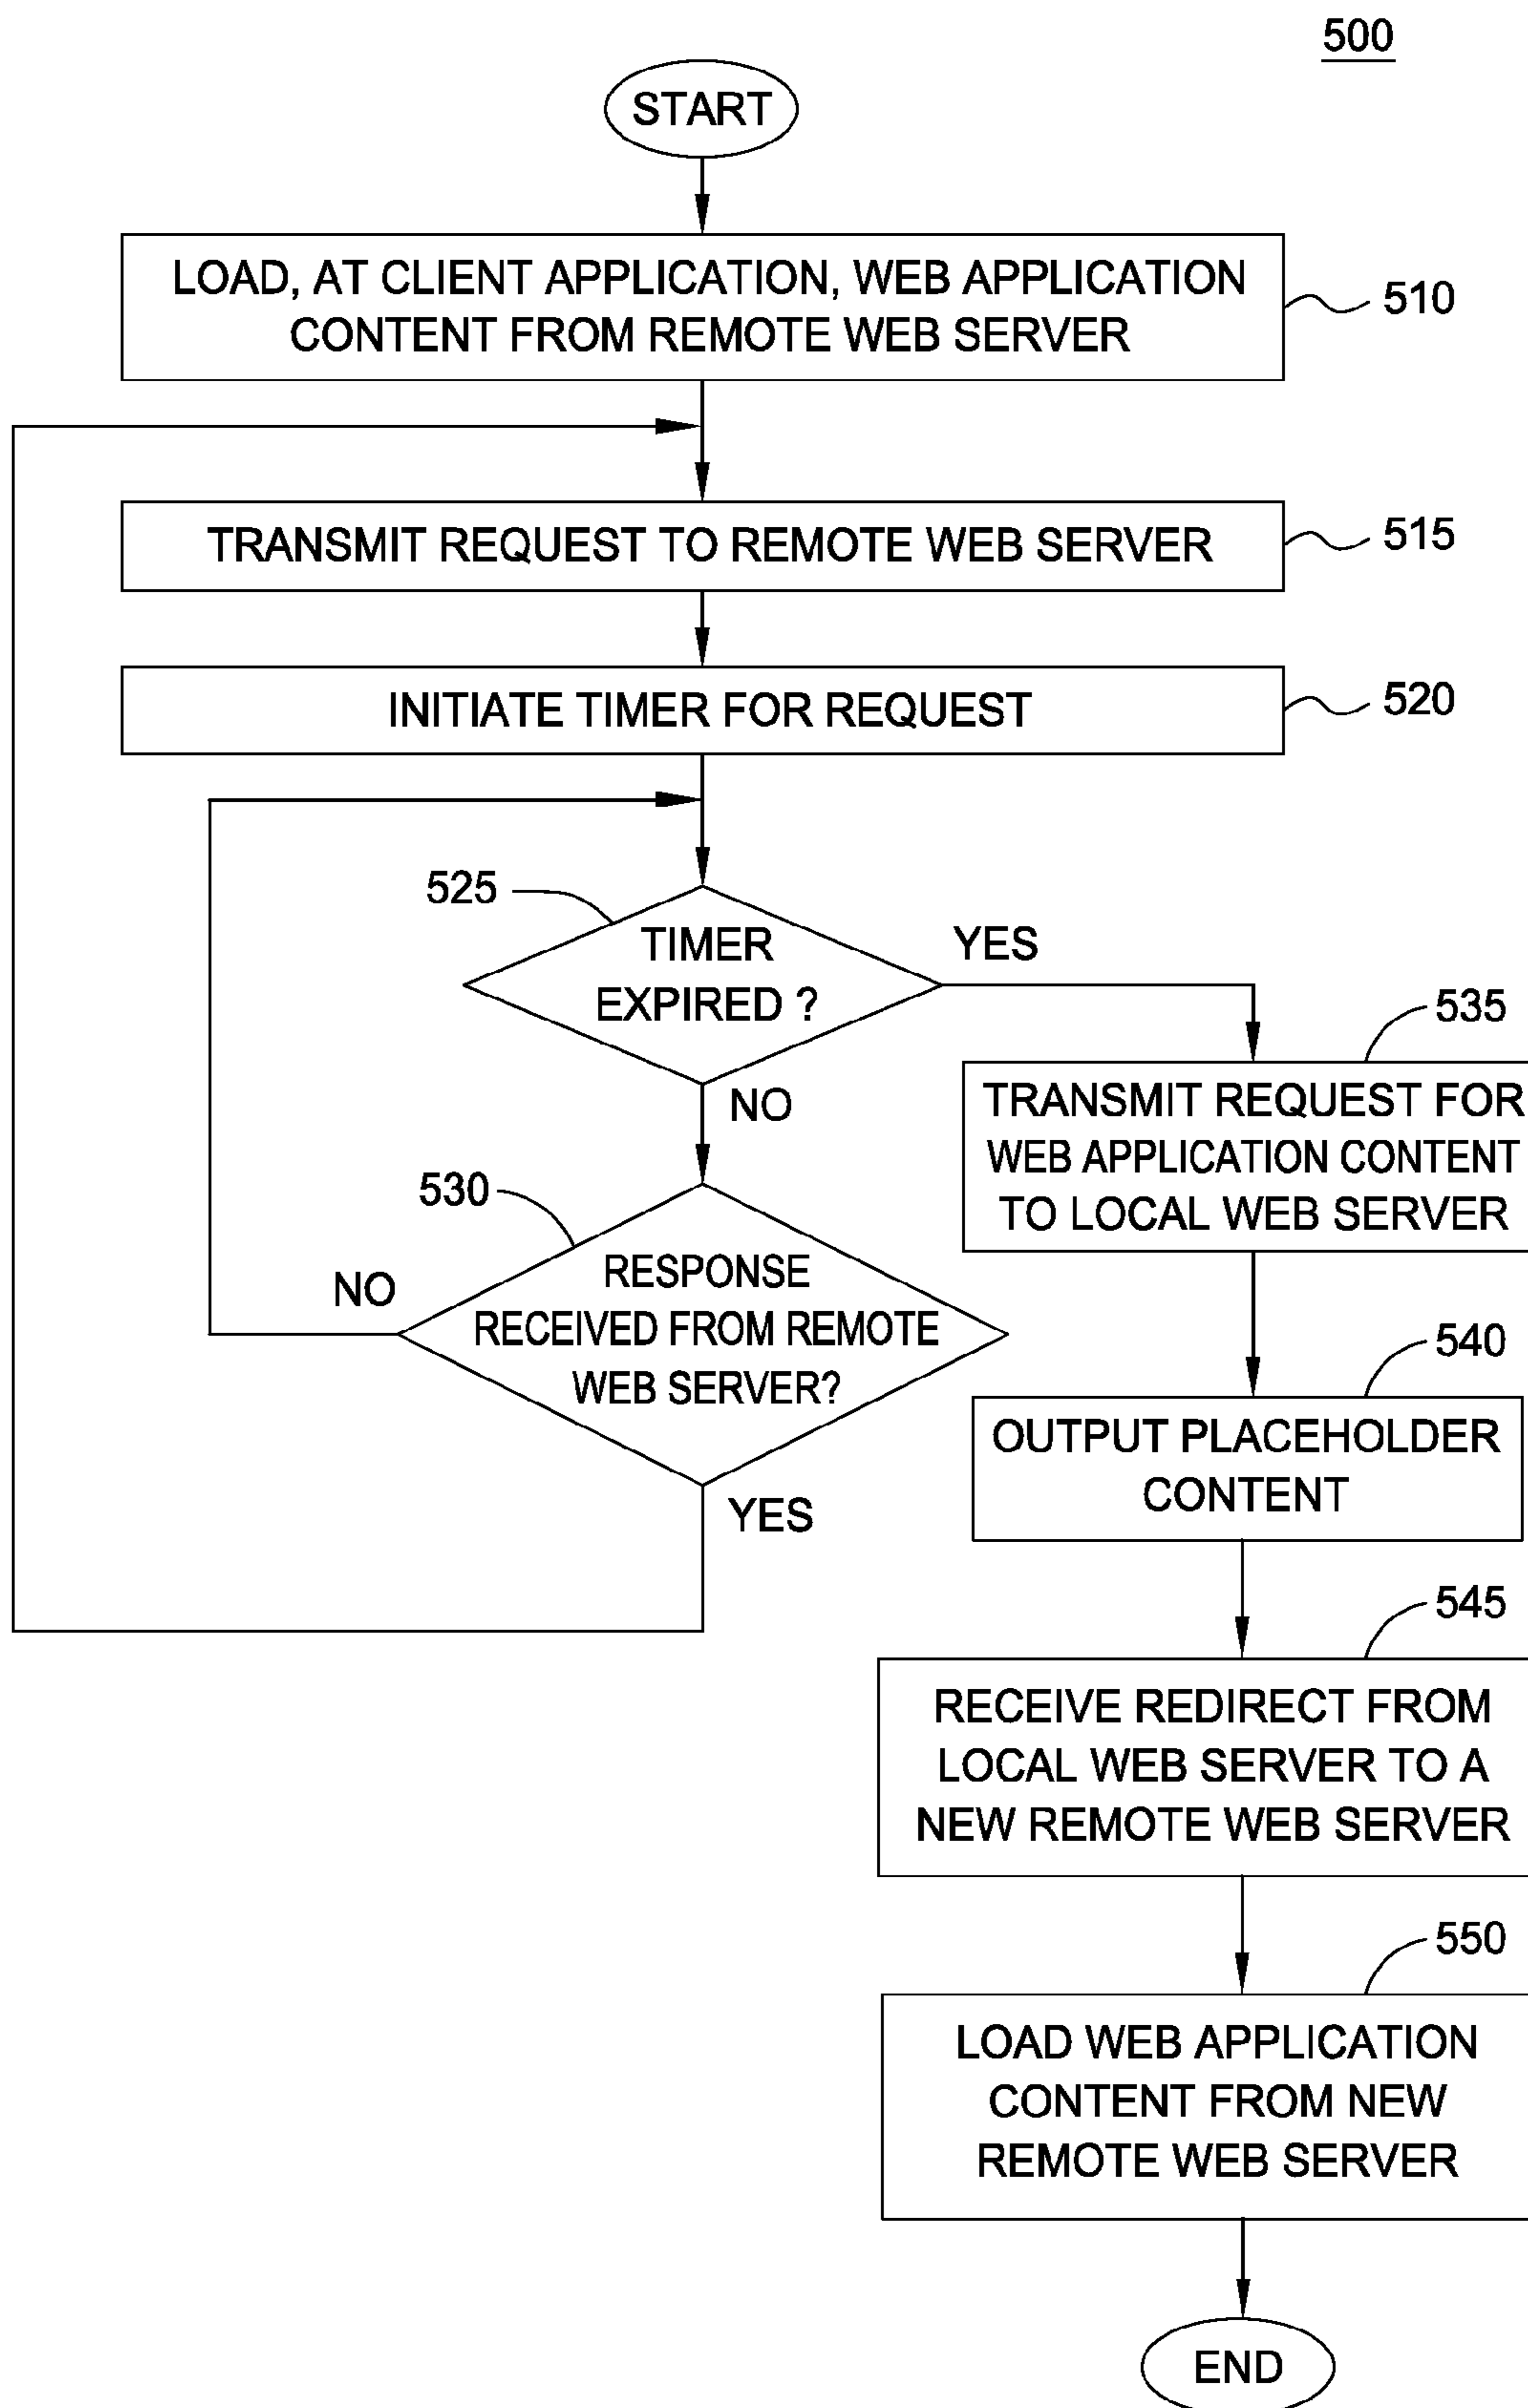 500
START
LOAD, AT CLIENT APPLICATION, WEB APPLICATION
CONTENT FROM REMOTE WEB SERVER
510
TRANSMIT REQUEST TO REMOTE WEB SERVER
515
INITIATE TIMER FOR REQUEST
520
525
TIMER
EXPIRED ?
YES
NO
535
TRANSMIT REQUEST FOR
WEB APPLICATION CONTENT
TO LOCAL WEB SERVER
530
RESPONSE
RECEIVED FROM REMOTE
WEB SERVER?
NO
YES
540
OUTPUT PLACEHOLDER
CONTENT
545
RECEIVE REDIRECT FROM
LOCAL WEB SERVER TO A
NEW REMOTE WEB SERVER
550
LOAD WEB APPLICATION
CONTENT FROM NEW
REMOTE WEB SERVER
END